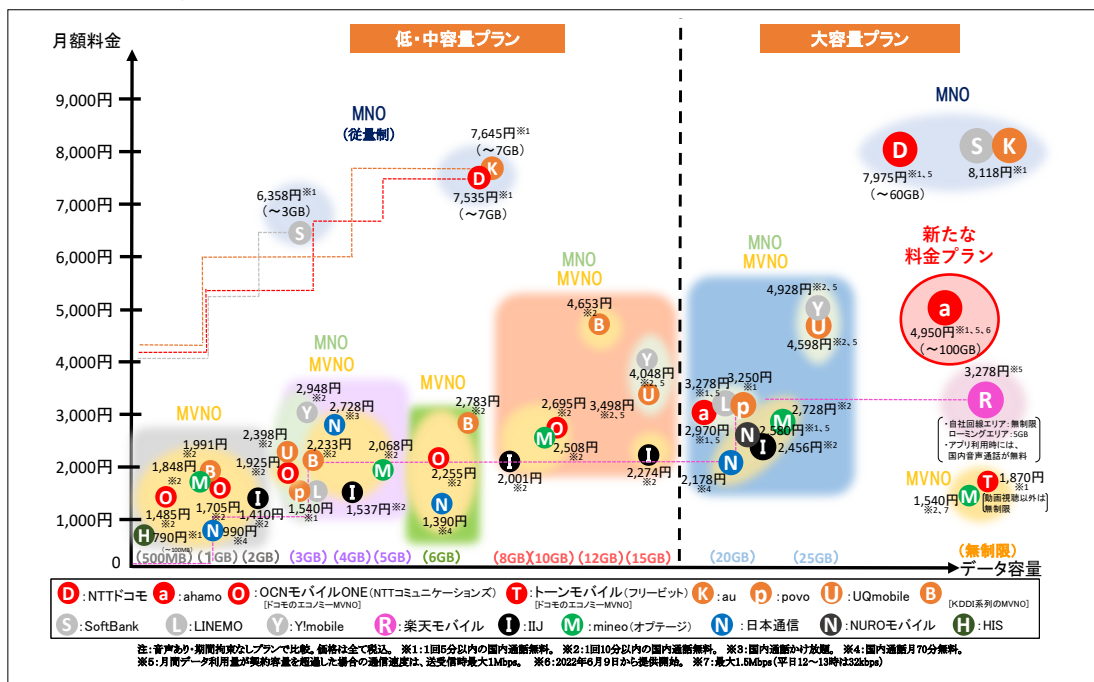 月額料金
低・中容量プラン
大容量プラン
9,000円
8,000円
7,000円
6,000円
5,000円
4,000円
3,000円
2,000円
1,000円
0
MNO
(従量制)
7,645円※1
(～7GB)
K
D
7,535円※1
(～7GB)
6,358円※1
(～3GB)
S
MNO
D
S
K
7,975円※1, 5
(～60GB)
8,118円※1
新たな
料金プラン
a
4,950円※1, 5, 6
(～100GB)
3,278円※5
R
・自社回線エリア：無制限
ローミングエリア：5GB
・アプリ利用時には、
国内音声通話が無料
MVNO
M
T
1,870円
※1
1,540円
※2, 7
動画視聴以外は
無制限
MNO
MVNO
4,928円※2, 5
Y
U
4,598円※2, 5
3,278円
※1, 5
3,250円
※1
a
L
p
2,970円
※1, 5
N
I
M
2,728円※2
2,580円
※1, 5
2,456円※2
N
2,178円
※4
MNO
MVNO
4,653円
※2
B
Y
4,048円
※2, 5
U
3,498円
※2, 5
2,695円
※2
O
M
2,508円
※2
I
2,001円
※2
I
2,274円
※2
MVNO
2,783円
※2
B
O
2,255円
※2
N
1,390円
※4
MNO
MVNO
2,948円
※2
Y
2,728円
※3
N
2,398円
※2
U
2,233円
※2
B
1,925円
※2
O
2,068円
※2
M
p
L
1,540円
※1
I
1,537円※2
MVNO
1,991円
※2
B
1,848円
※2
M
O
O
1,485円
※2
1,705円
※2
I
1,410円
※2
H
790円※1
(～100MB)
N
990円
※4
(500MB)
(1GB)
(2GB)
(3GB)
(4GB)
(5GB)
(6GB)
(8GB)
(10GB)
(12GB)
(15GB)
(20GB)
(25GB)
(無制限)
データ容量
D：NTTドコモ a：ahamo O：OCNモバイルONE(NTTコミュニケーションズ) T：トーンモバイル(フリービット) K：au p：povo U：UQmobile B
[ドコモのエコノミーMVNO] [ドコモのエコノミーMVNO] [KDDI系列のMVNO]
S：SoftBank L：LINEMO Y：Y!mobile R：楽天モバイル I：IIJ M：mineo(オプテージ) N：日本通信 N：NUROモバイル H：HIS
注：音声あり・期間拘束なしプランで比較。価格は全て税込。 ※1：1回5分以内の国内通話無料。 ※2：1回10分以内の国内通話無料。 ※3：国内通話かけ放題。 ※4：国内通話月70分無料。
※5：月間データ利用量が契約容量を超過した場合の通信速度は、送受信時最大1Mbps。 ※6：2022年6月9日から提供開始。 ※7：最大1.5Mbps(平日12～13時は32kbps)